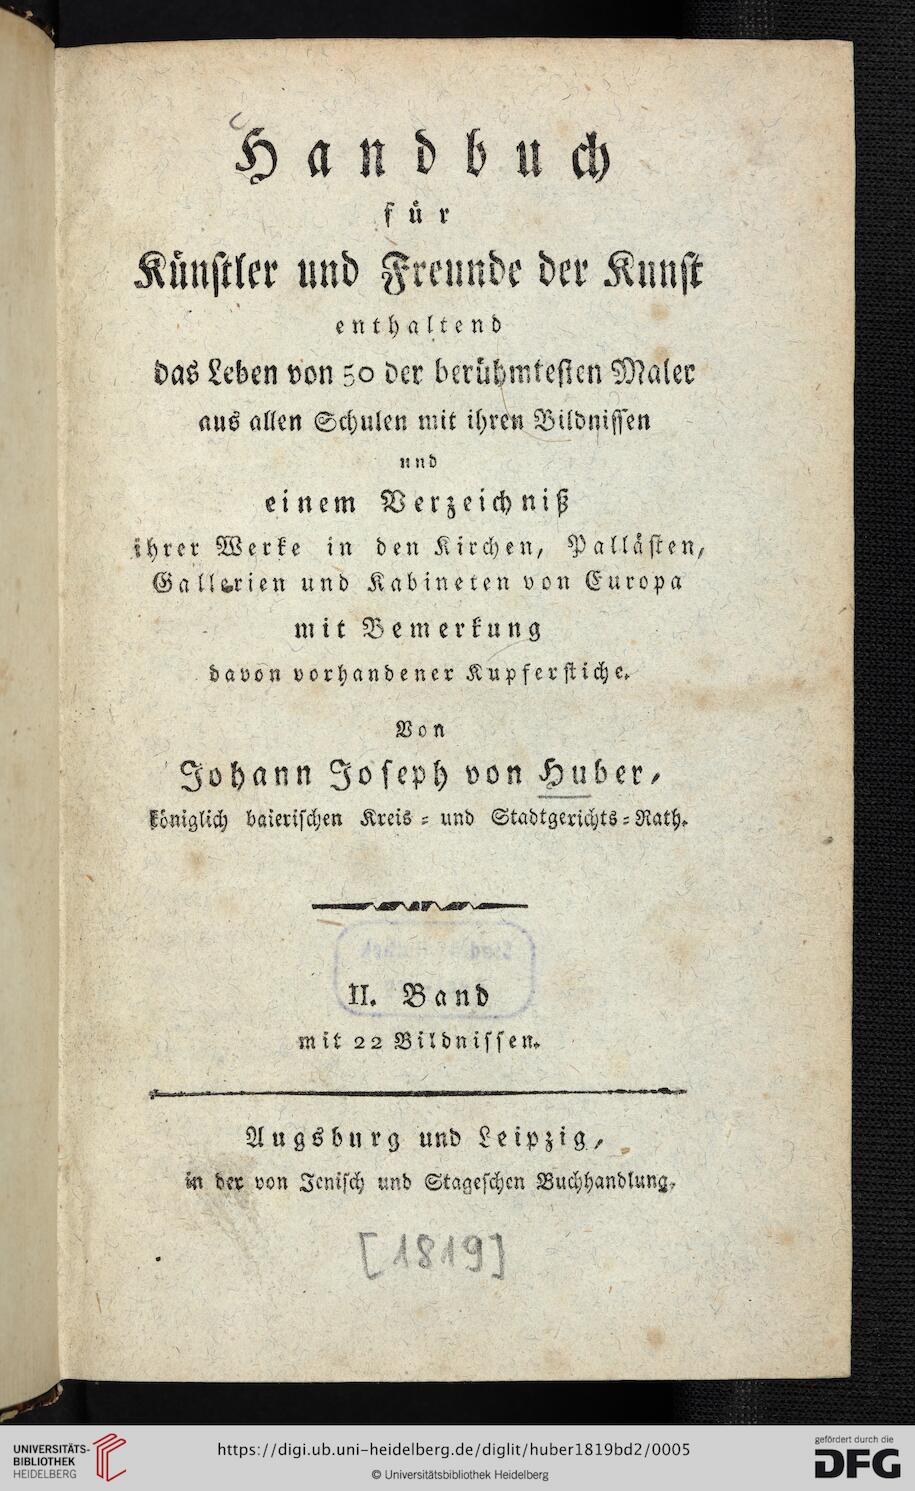 Handbuch
für
Künstler und Freunde der Kunst
enthaltend
das Leben von 50 der berühmtesten Maler
aus allen Schulen mit ihren Bildnissen
und
einem Verzeichniß
ihrer Werke in den Kirchen, Pallästen,
Gallerien und Kabineten von Europa
mit Bemerkung
davon vorhandener Kupferstiche.
Von
Johann Joseph von Huber,
königlich baierischen Kreis- und Stadtgerichts-Rath.
II. Band
mit 22 Bildnissen.
Augsburg und Leipzig,
in der von Jenisch und Stageschen Buchhandlung.
[1819]
UNIVERSITÄTS-
BIBLIOTHEK
HEIDELBERG
https://digi.ub.uni-heidelberg.de/diglit/huber1819bd2/0005
© Universitätsbibliothek Heidelberg
gefördert durch die
DFG